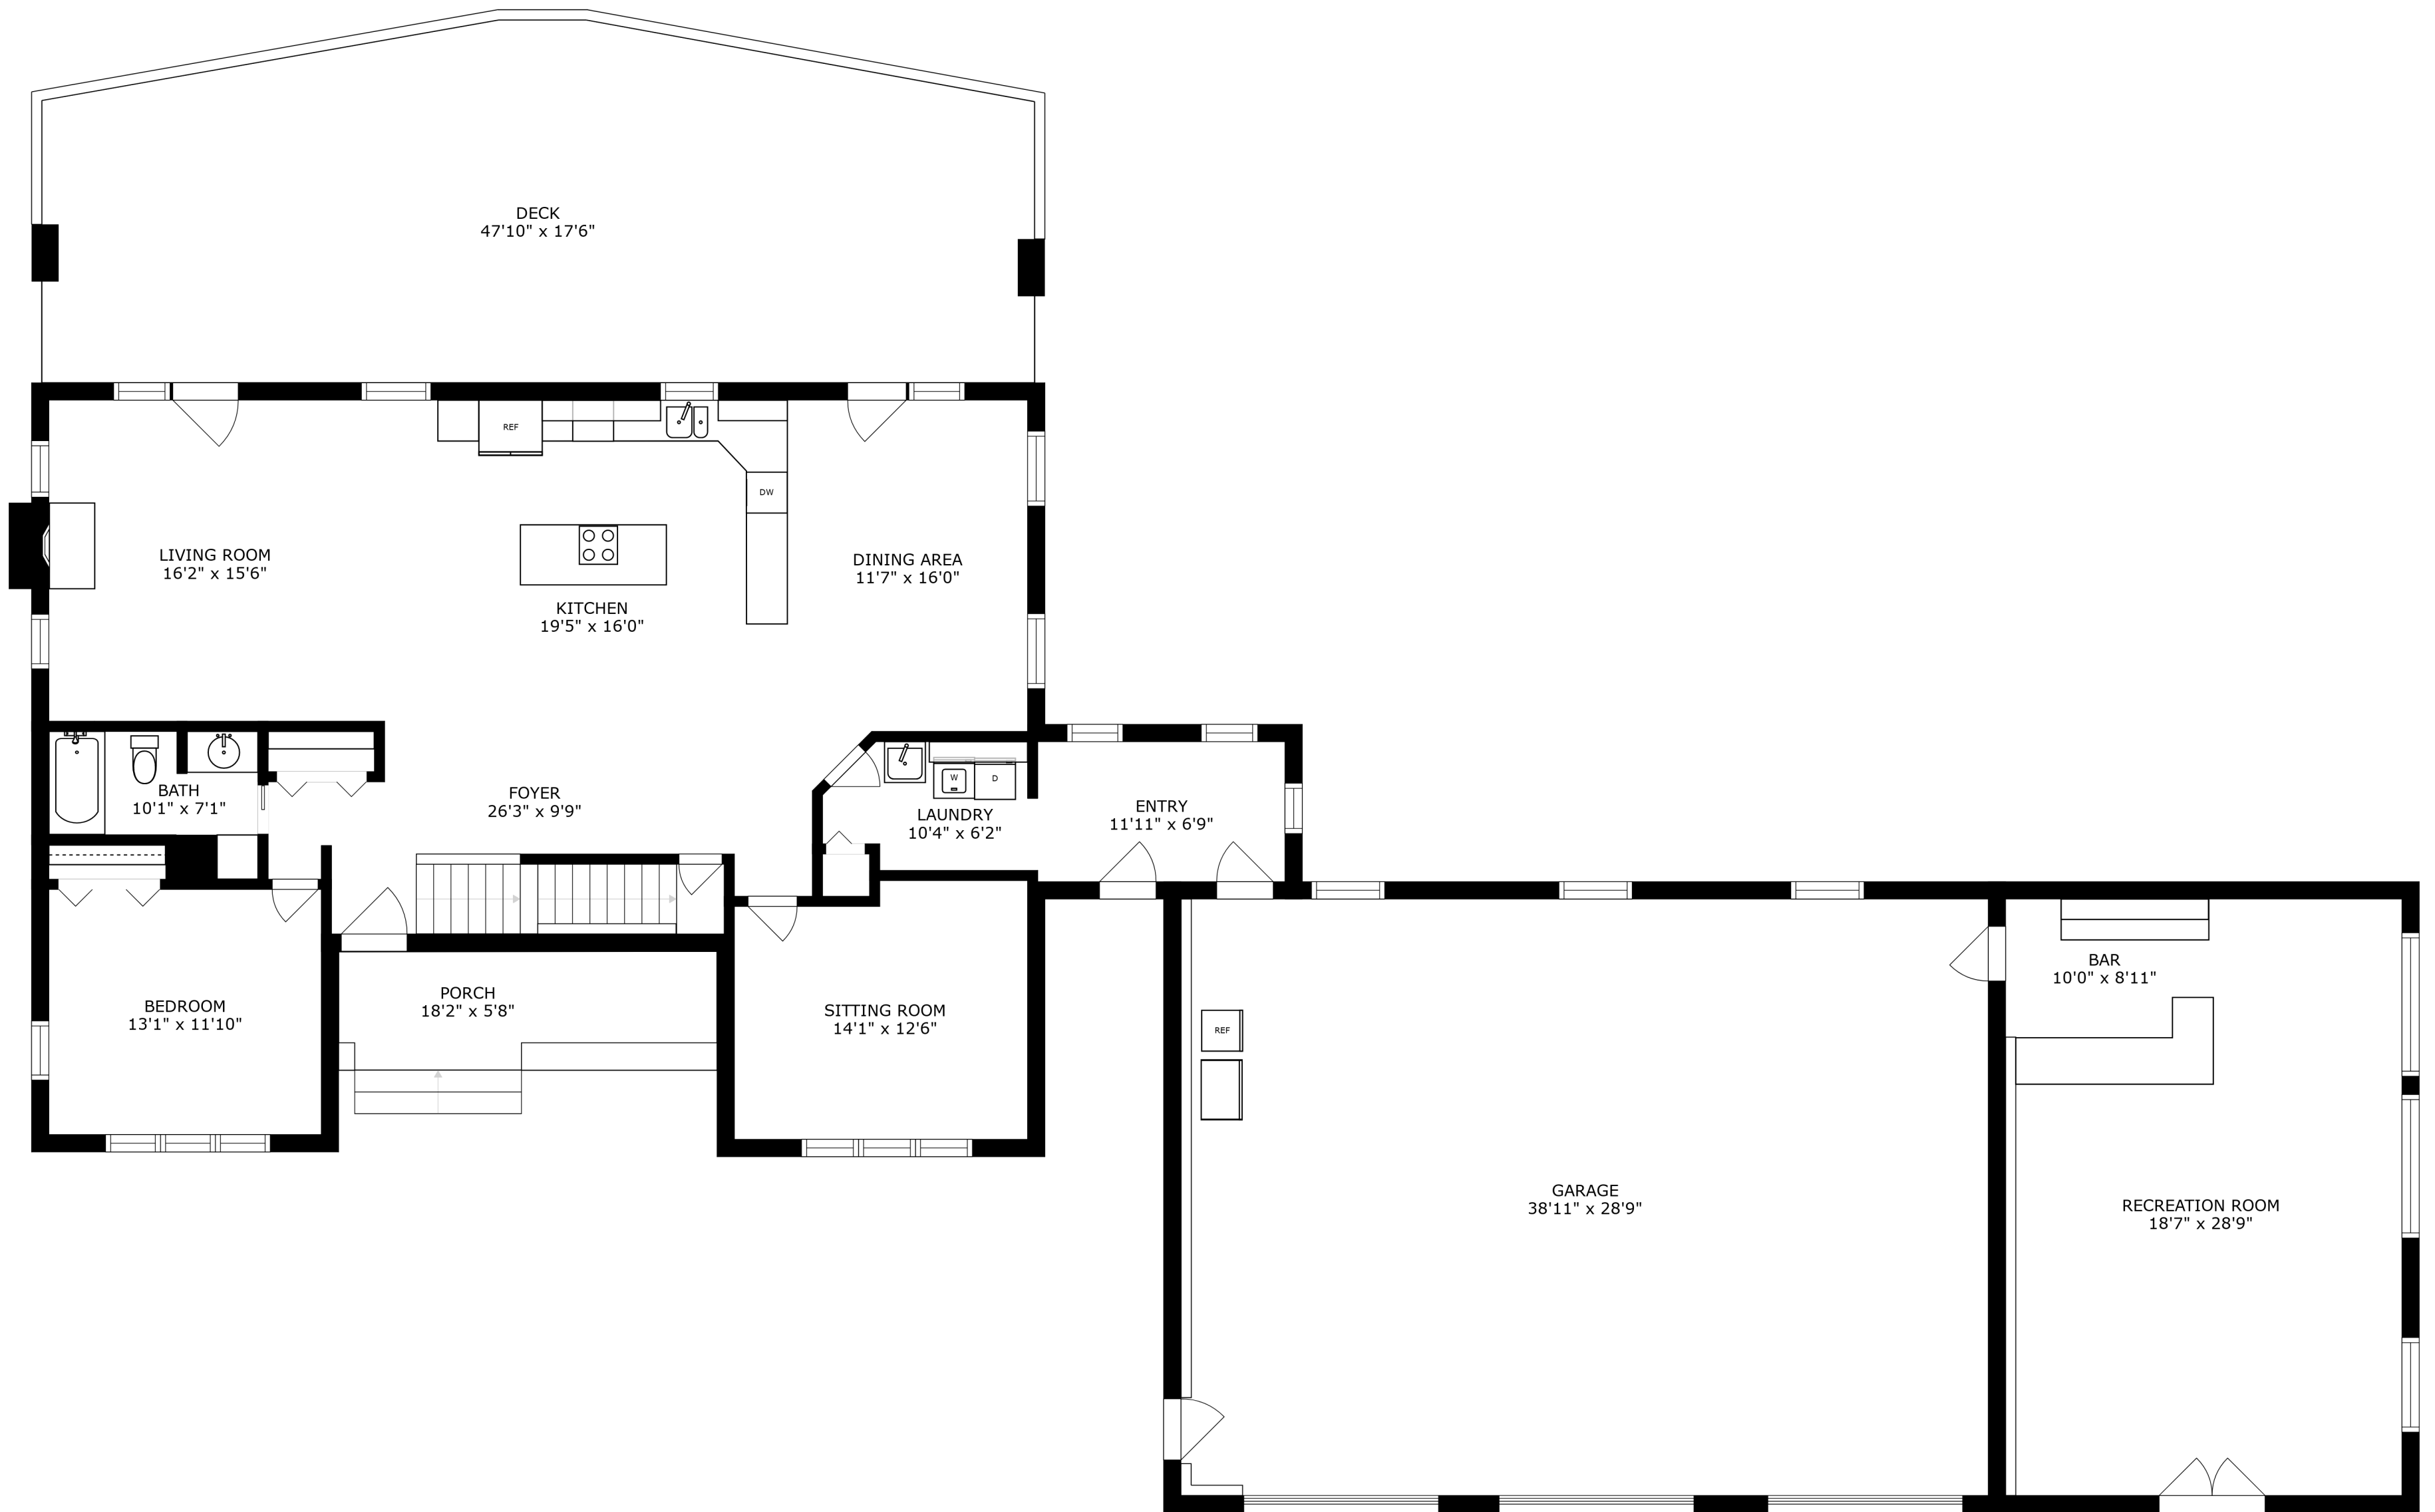 DECK
47'10" x 17'6"
REF
DW
LIVING ROOM
16'2" x 15'6"
DINING AREA
11'7" x 16'0"
KITCHEN
19'5" x 16'0"
BATH
10'1" x 7'1"
FOYER
26'3" x 9'9"
W
D
LAUNDRY
10'4" x 6'2"
ENTRY
11'11" x 6'9"
BEDROOM
13'1" x 11'10"
PORCH
18'2" x 5'8"
SITTING ROOM
14'1" x 12'6"
REF
BAR
10'0" x 8'11"
GARAGE
38'11" x 28'9"
RECREATION ROOM
18'7" x 28'9"